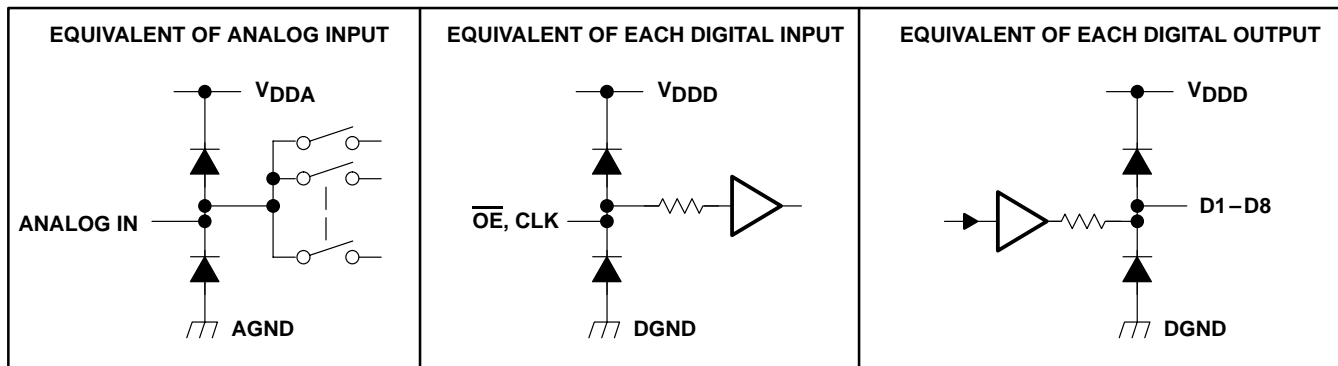 EQUIVALENT OF ANALOG INPUT
VDDA
ANALOG IN
AGND
EQUIVALENT OF EACH DIGITAL INPUT
VDDD
OE, CLK
DGND
EQUIVALENT OF EACH DIGITAL OUTPUT
VDDD
D1–D8
DGND